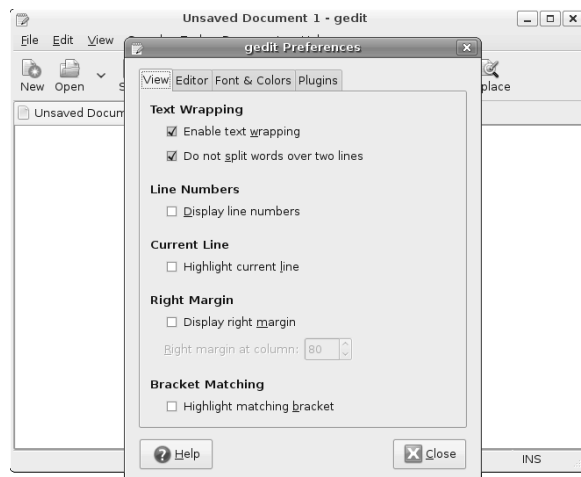 Unsaved Document 1 - gedit
File Edit View
gedit Preferences
New Open
place
Unsaved Docum
View Editor Font & Colors Plugins
Text Wrapping
Enable text wrapping
Do not split words over two lines
Line Numbers
Display line numbers
Current Line
Highlight current line
Right Margin
Display right margin
Right margin at column: 80
Bracket Matching
Highlight matching bracket
Help
Close
INS